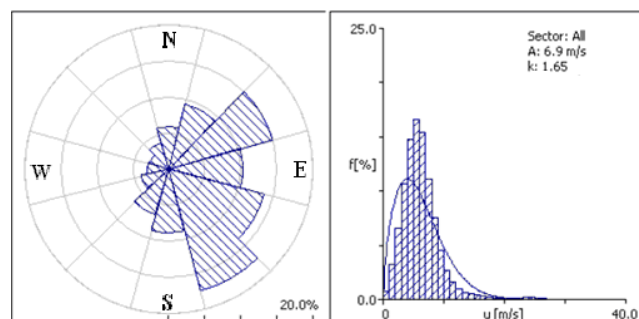 N
W
E
S
20.0%
25.0
Sector: All
A: 6.9 m/s
k: 1.65
f[%]
0.0
0
u [m/s]
40.0